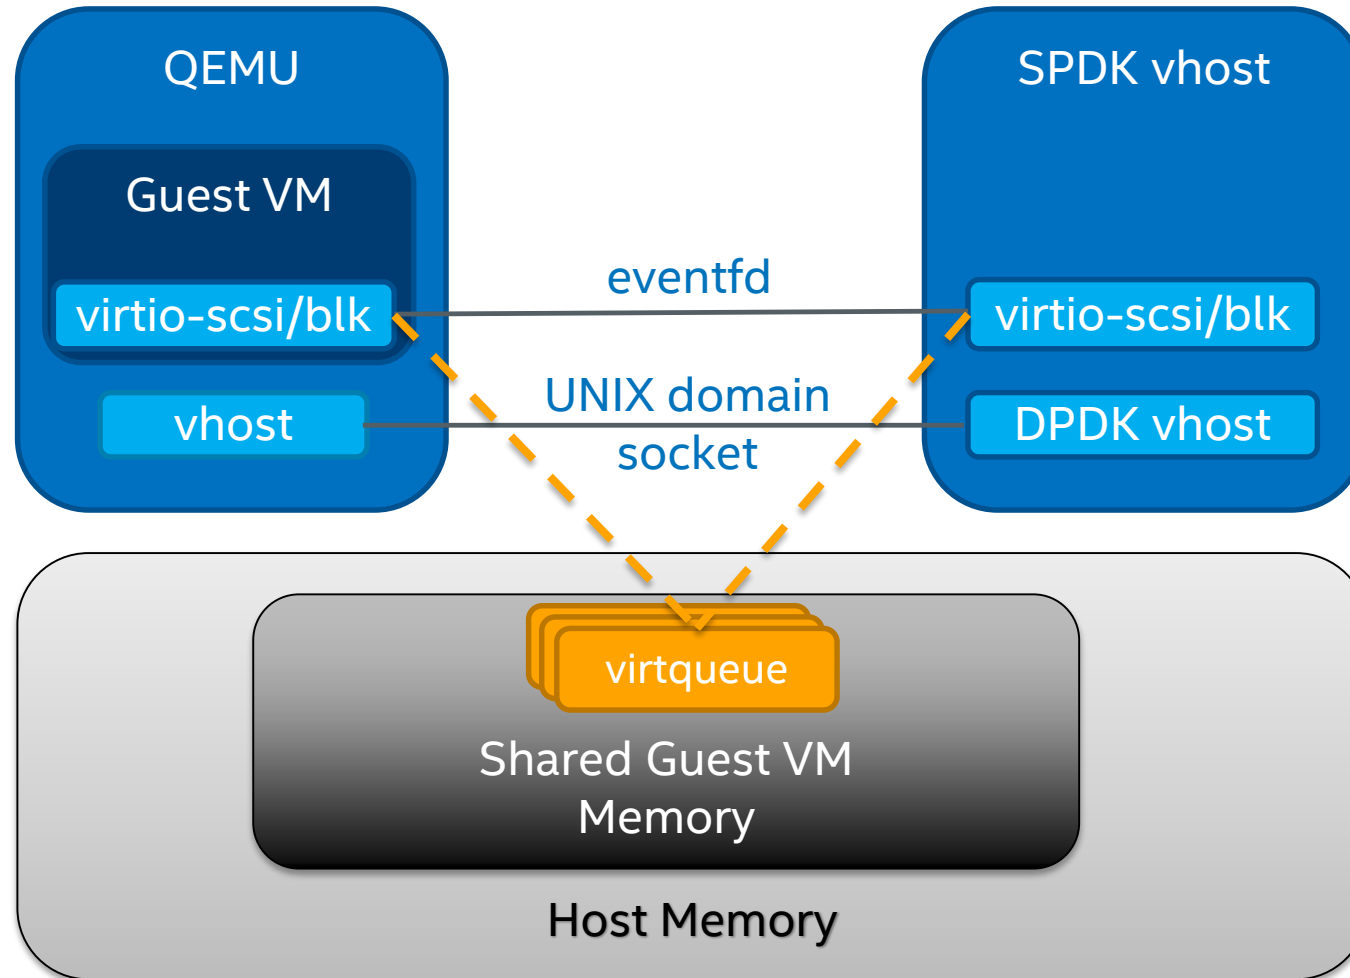 QEMU
SPDK vhost
Guest VM
eventfd
virtio-scsi/blk
virtio-scsi/blk
UNIX domain
socket
vhost
DPDK vhost
virtqueue
Shared Guest VM
Memory
Host Memory